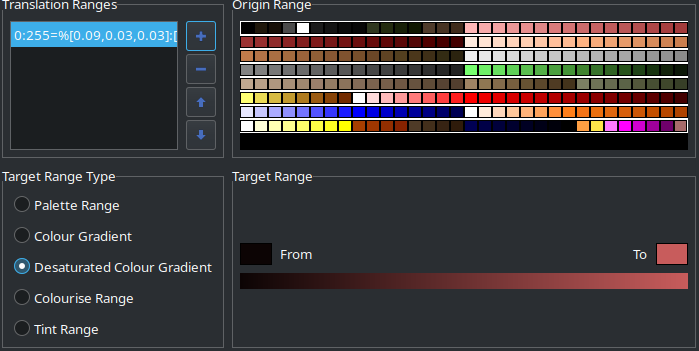 Translation Ranges
Origin Range
0:255=%[0.09,0.03,0.03]:[
Target Range Type
Target Range
Palette Range
Colour Gradient
Desaturated Colour Gradient
Colourise Range
Tint Range
From
To